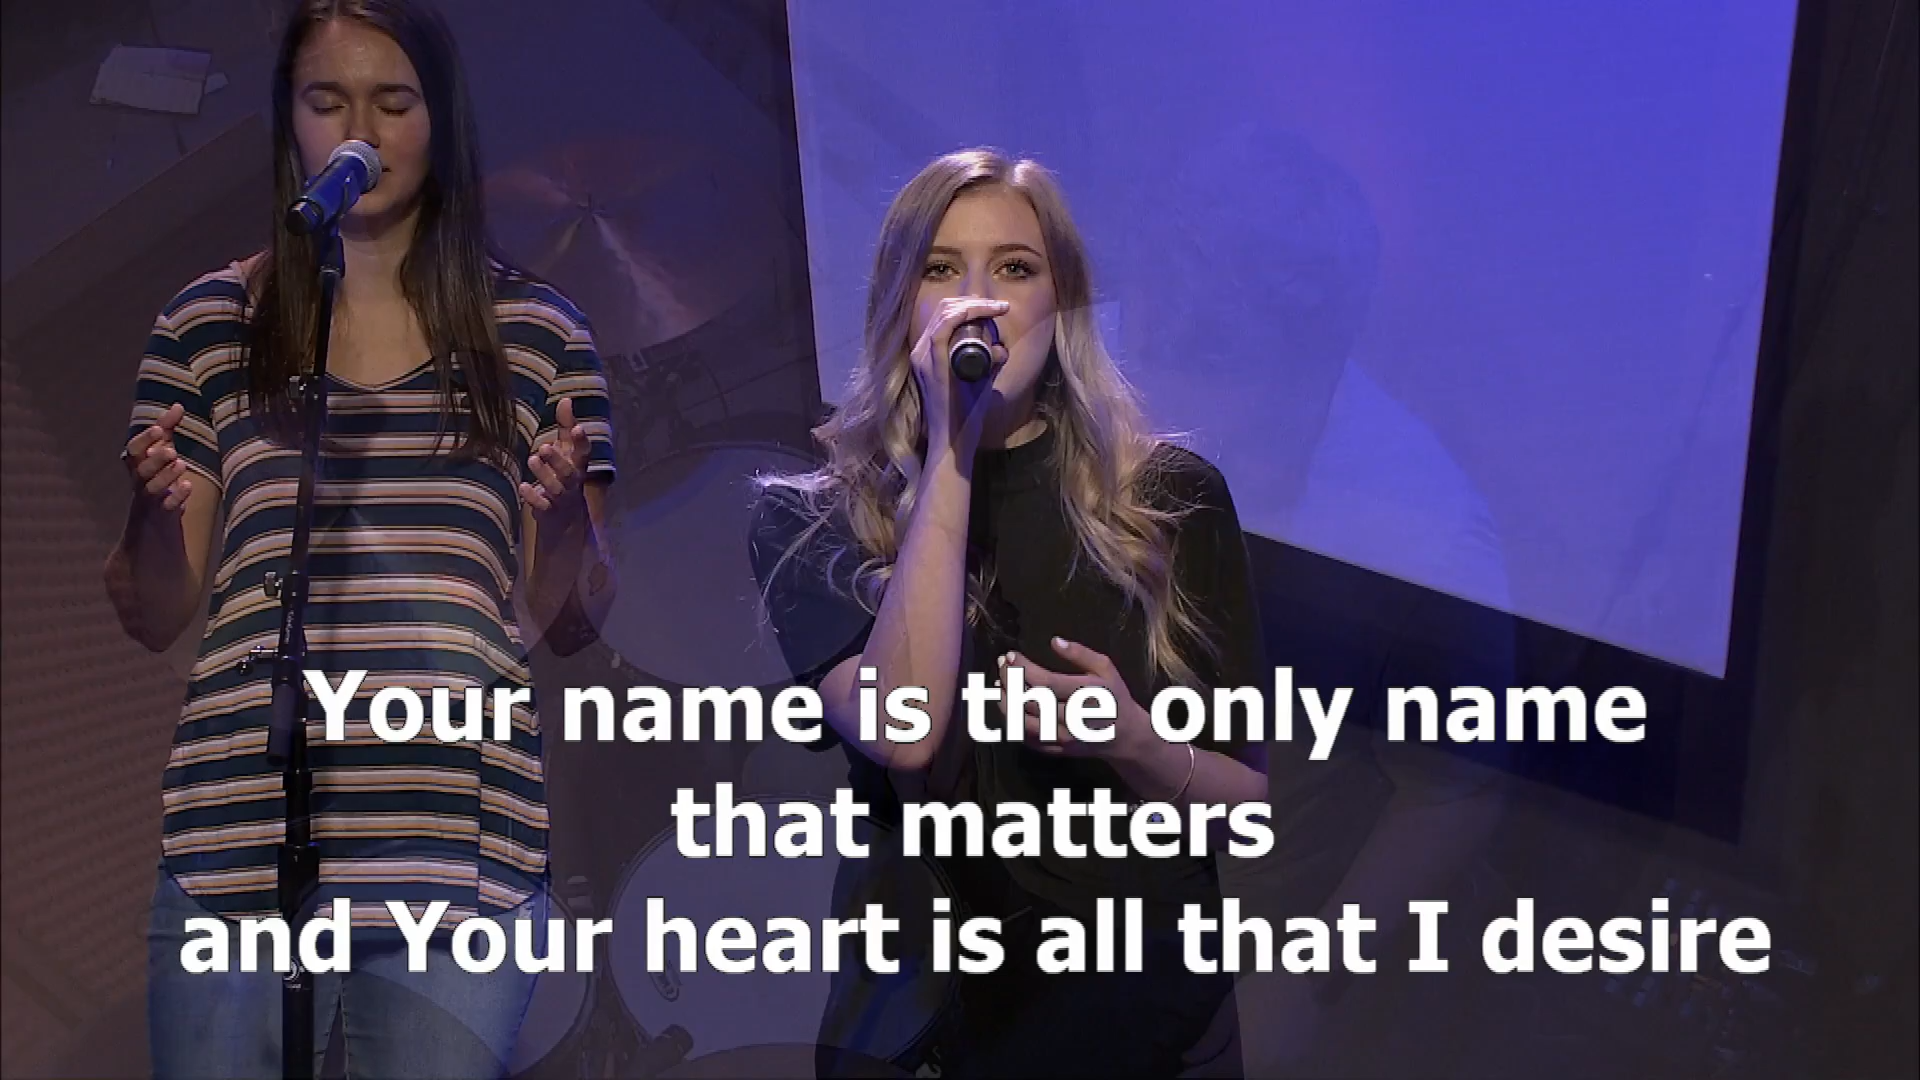 Your name is the only name
that matters
and Your heart is all that I desire